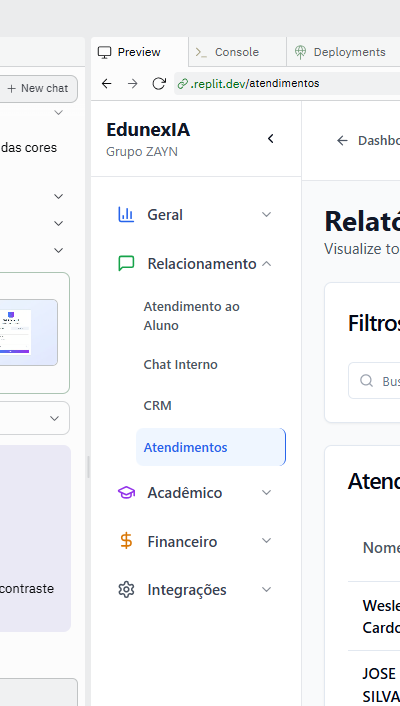 Preview
Console
Deployments
New chat
.replit.dev/atendimentos
das cores
contraste
EdunexIA
Grupo ZAYN
Geral
Relacionamento
Atendimento ao
Aluno
Chat Interno
CRM
Atendimentos
Acadêmico
Financeiro
Integrações
Dashbo
Relató
Visualize to
Filtros
Bus
Atend
Nome
Wesle
Cardo
JOSE
SILVA